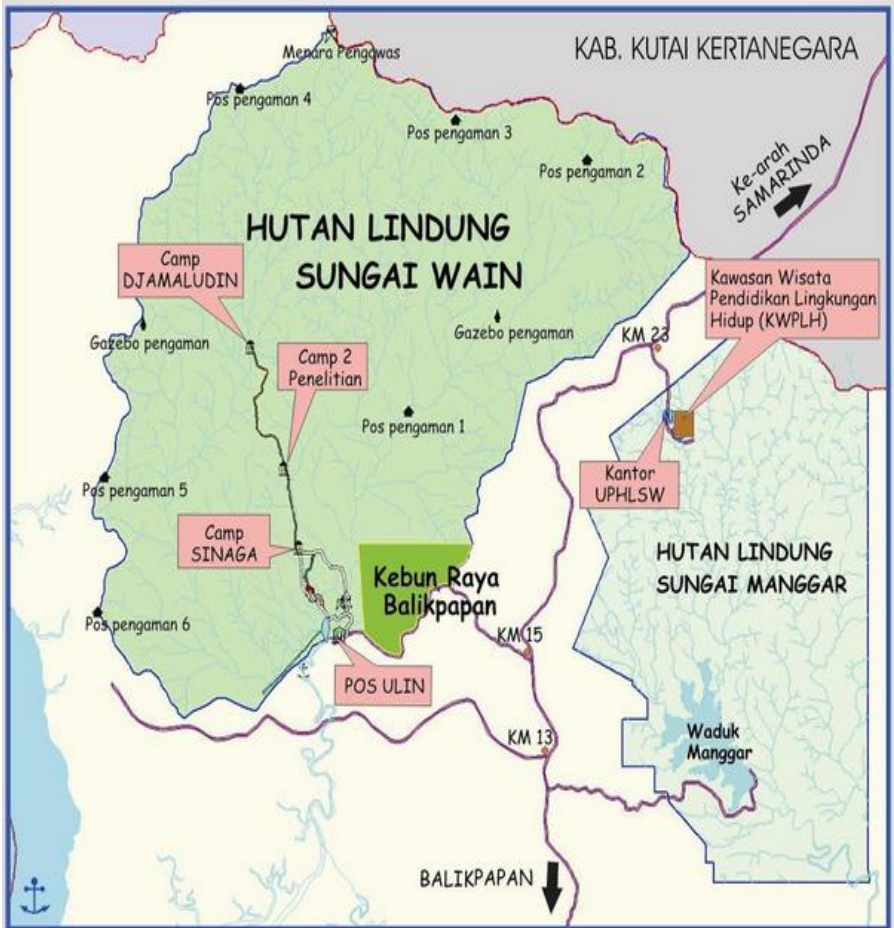 KAB. KUTAI KERTANEGARA
Menara Pengawas
Pos pengaman 4
Pos pengaman 3
Pos pengaman 2
Ke-arah
SAMARINDA
HUTAN LINDUNG
SUNGAI WAIN
Camp
DJAMALUDIN
Kawasan Wisata
Pendidikan Lingkungan
Hidup (KWPLH)
Gazebo pengaman
Gazebo pengaman
KM 23
Camp 2
Penelitian
Pos pengaman 1
Kantor
UPHLSW
Pos pengaman 5
Camp
SINAGA
Kebun Raya
Balikpapan
HUTAN LINDUNG
SUNGAI MANGGAR
Pos pengaman 6
KM 15
POS ULIN
KM 13
Waduk
Manggar
BALIKPAPAN